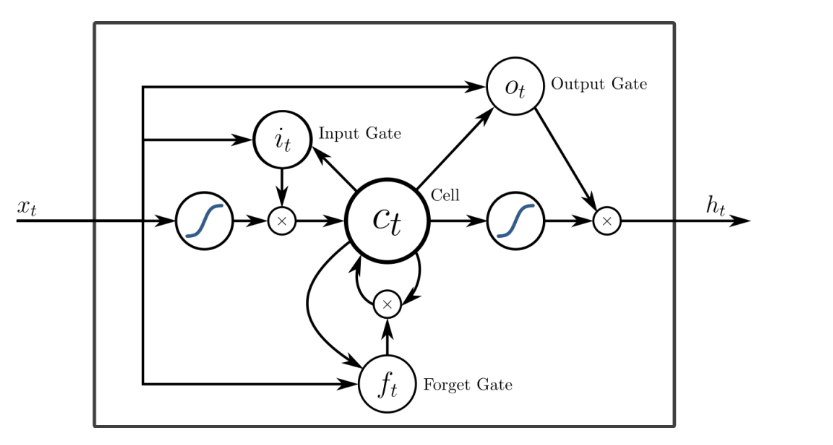 o_t Output Gate
i_t Input Gate
x_t
×
c_t
Cell
×
h_t
×
f_t Forget Gate